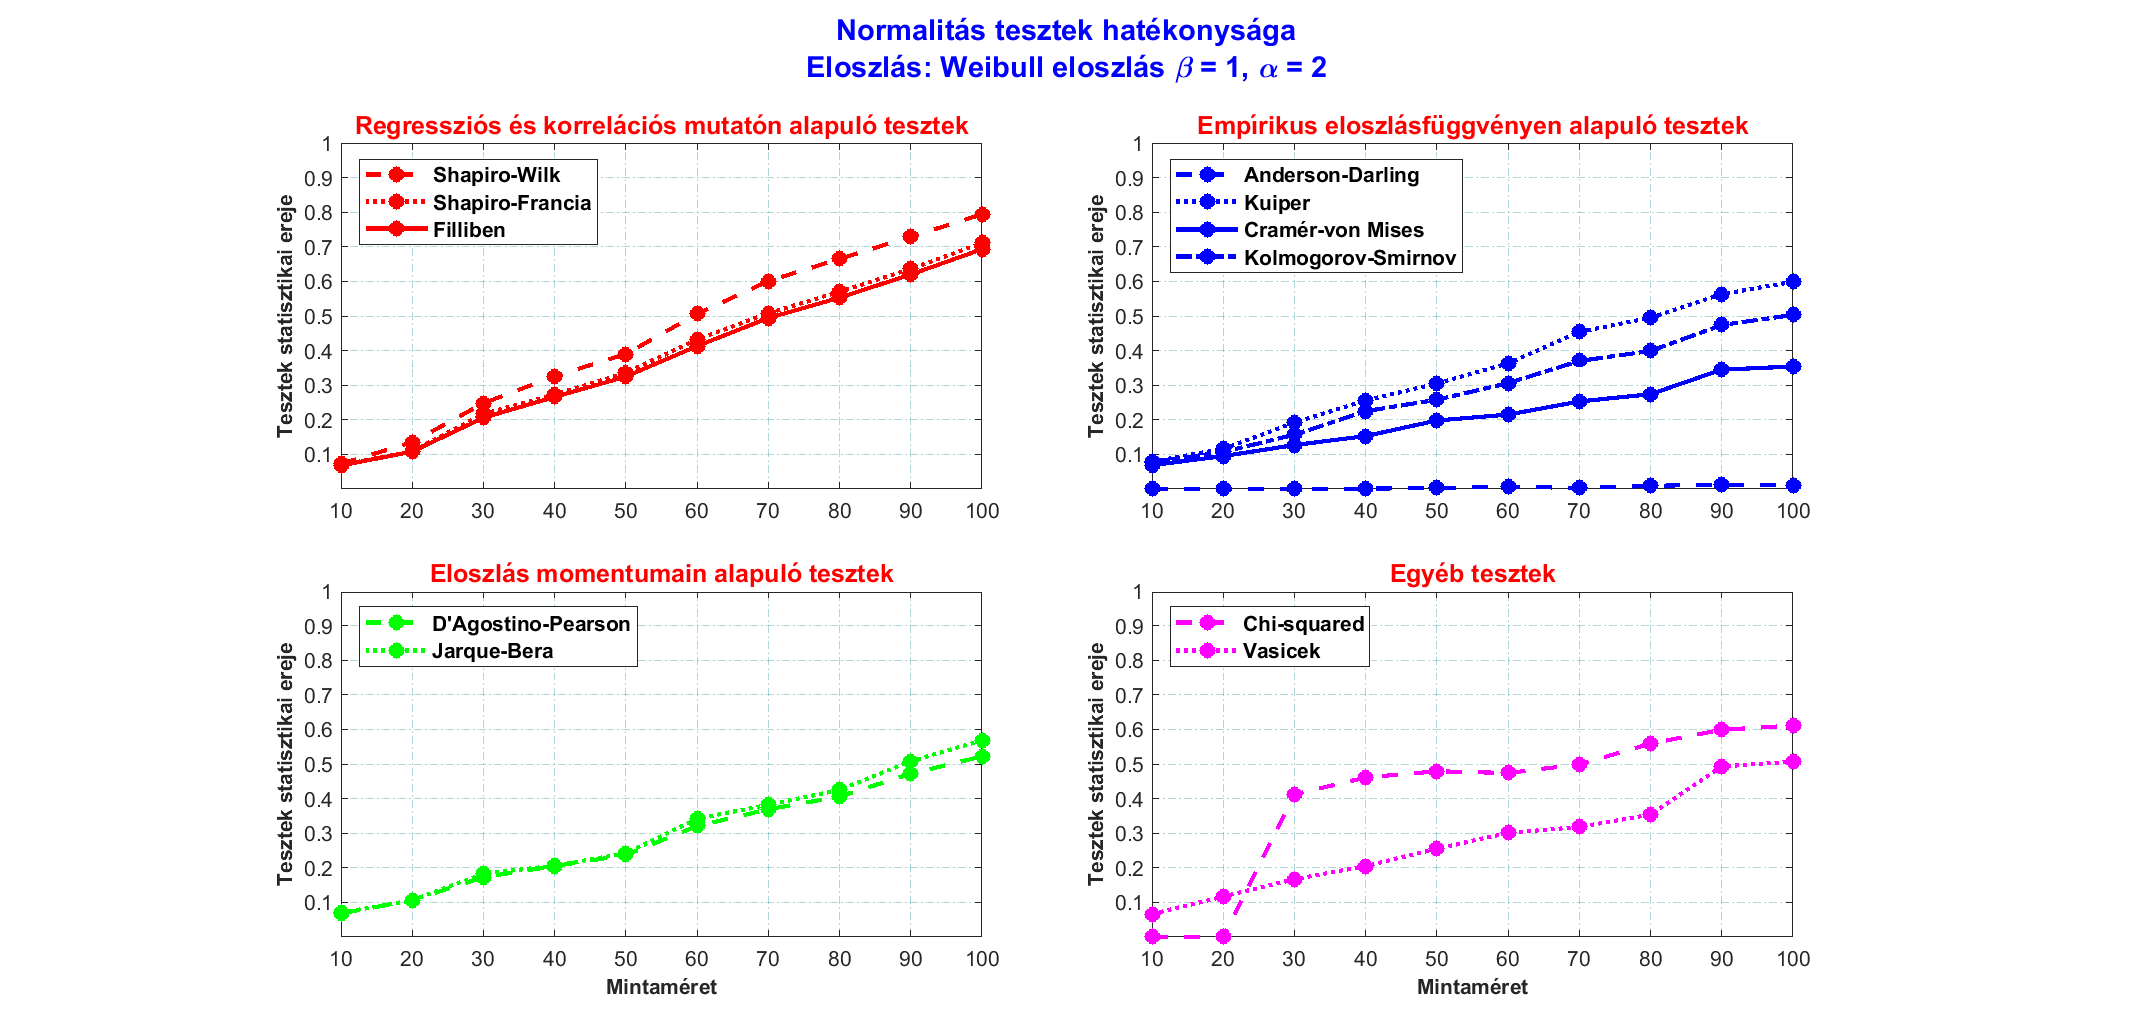 Normalitás tesztek hatékonysága
Eloszlás: Weibull eloszlás β = 1, α = 2
Regressziós és korrelációs mutatón alapuló tesztek
Tesztek statisztikai ereje
1
0.9
0.8
0.7
0.6
0.5
0.4
0.3
0.2
0.1
Shapiro-Wilk
Shapiro-Francia
Filliben
10 20 30 40 50 60 70 80 90 100
Empírikus eloszlásfüggvényen alapuló tesztek
Tesztek statisztikai ereje
1
0.9
0.8
0.7
0.6
0.5
0.4
0.3
0.2
0.1
Anderson-Darling
Kuiper
Cramér-von Mises
Kolmogorov-Smirnov
10 20 30 40 50 60 70 80 90 100
Eloszlás momentumain alapuló tesztek
Tesztek statisztikai ereje
1
0.9
0.8
0.7
0.6
0.5
0.4
0.3
0.2
0.1
D'Agostino-Pearson
Jarque-Bera
10 20 30 40 50 60 70 80 90 100
Mintaméret
Egyéb tesztek
Tesztek statisztikai ereje
1
0.9
0.8
0.7
0.6
0.5
0.4
0.3
0.2
0.1
Chi-squared
Vasicek
10 20 30 40 50 60 70 80 90 100
Mintaméret